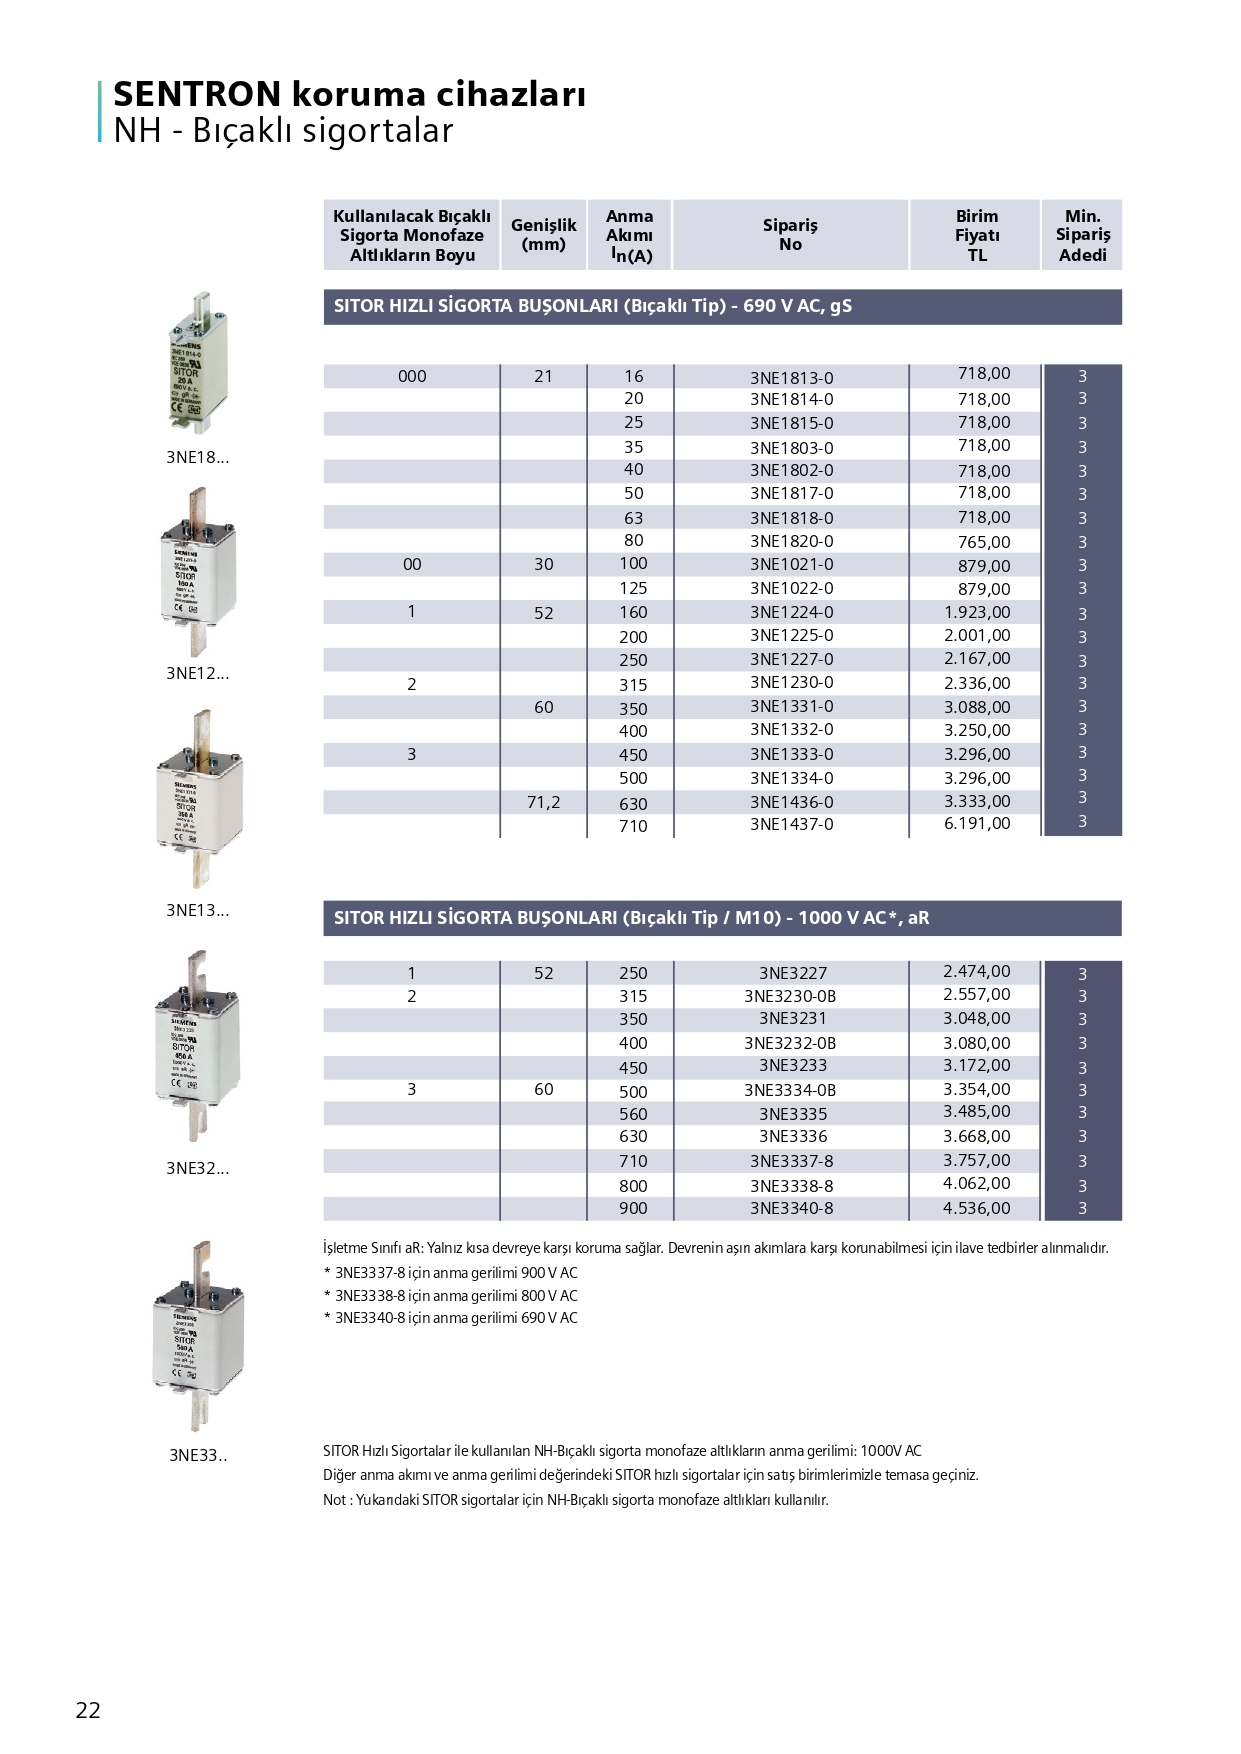 SENTRON koruma cihazları
NH - Bıçaklı sigortalar
Kullanılacak Bıçaklı Sigorta Monofaze Altlıkların Boyu Genişlik (mm) Anma Akımı In(A) Sipariş No Birim Fiyatı TL Min. Sipariş Adedi
SITOR HIZLI SİGORTA BUŞONLARI (Bıçaklı Tip) - 690 V AC, gS
000 21 16 3NE1813-0 718,00 3
20 3NE1814-0 718,00 3
25 3NE1815-0 718,00 3
35 3NE1803-0 718,00 3
40 3NE1802-0 718,00 3
50 3NE1817-0 718,00 3
63 3NE1818-0 718,00 3
80 3NE1820-0 765,00 3
00 30 100 3NE1021-0 879,00 3
125 3NE1022-0 879,00 3
1 52 160 3NE1224-0 1.923,00 3
200 3NE1225-0 2.001,00 3
250 3NE1227-0 2.167,00 3
2 315 3NE1230-0 2.336,00 3
60 350 3NE1331-0 3.088,00 3
400 3NE1332-0 3.250,00 3
3 450 3NE1333-0 3.296,00 3
500 3NE1334-0 3.296,00 3
71,2 630 3NE1436-0 3.333,00 3
710 3NE1437-0 6.191,00 3
3NE18...
3NE12...
3NE13...
SITOR HIZLI SİGORTA BUŞONLARI (Bıçaklı Tip / M10) - 1000 V AC*, aR
1 52 250 3NE3227 2.474,00 3
2 315 3NE3230-0B 2.557,00 3
350 3NE3231 3.048,00 3
400 3NE3232-0B 3.080,00 3
450 3NE3233 3.172,00 3
3 60 500 3NE3334-0B 3.354,00 3
560 3NE3335 3.485,00 3
630 3NE3336 3.668,00 3
710 3NE3337-8 3.757,00 3
800 3NE3338-8 4.062,00 3
900 3NE3340-8 4.536,00 3
3NE32...
İşletme Sınıfı aR: Yalnız kısa devreye karşı koruma sağlar. Devrenin aşırı akımlara karşı korunabilmesi için ilave tedbirler alınmalıdır.
* 3NE3337-8 için anma gerilimi 900 V AC
* 3NE3338-8 için anma gerilimi 800 V AC
* 3NE3340-8 için anma gerilimi 690 V AC
3NE33..
SITOR Hızlı Sigortalar ile kullanılan NH-Bıçaklı sigorta monofaze altlıkların anma gerilimi: 1000V AC
Diğer anma akımı ve anma gerilimi değerindeki SITOR hızlı sigortalar için satış birimlerimizle temasa geçiniz.
Not : Yukarıdaki SITOR sigortalar için NH-Bıçaklı sigorta monofaze altlıkları kullanılır.
22